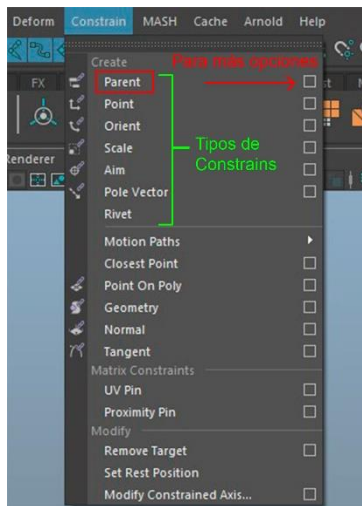 Deform Constrain MASH Cache Arnold Help
FX
Renderer
Create
Para más opciones
Parent
Point
Orient
Tipos de
Constrains
Scale
Aim
Pole Vector
Rivet
Motion Paths
Closest Point
Point On Poly
Geometry
Normal
Tangent
Matrix Constraints
UV Pin
Proximity Pin
Modify
Remove Target
Set Rest Position
Modify Constrained Axis...